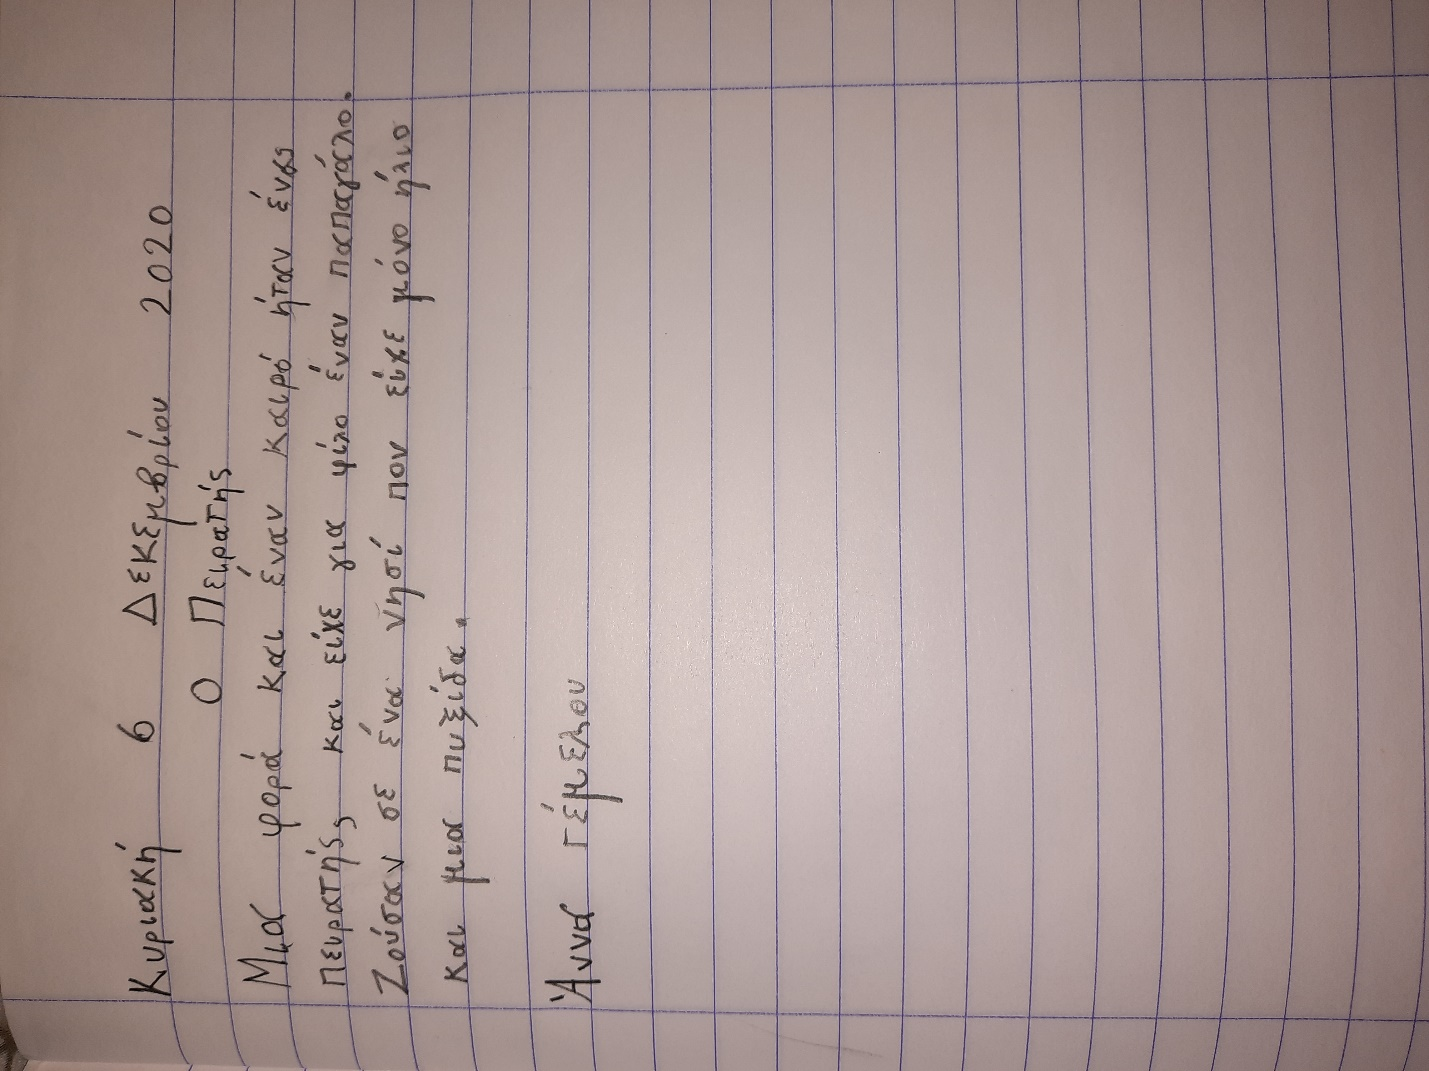 Κυριακή 6 Δεκεμβρίου 2020
Ο Πειρατής
Μια φορά και έναν καιρό ήταν ένας
πειρατής, και είχε για φίλο έναν παπαγάλο.
Ζούσαν σε ένα νησί που είχε μόνο ήλιο
και μια πυξίδα.
Άννα Γέμελου